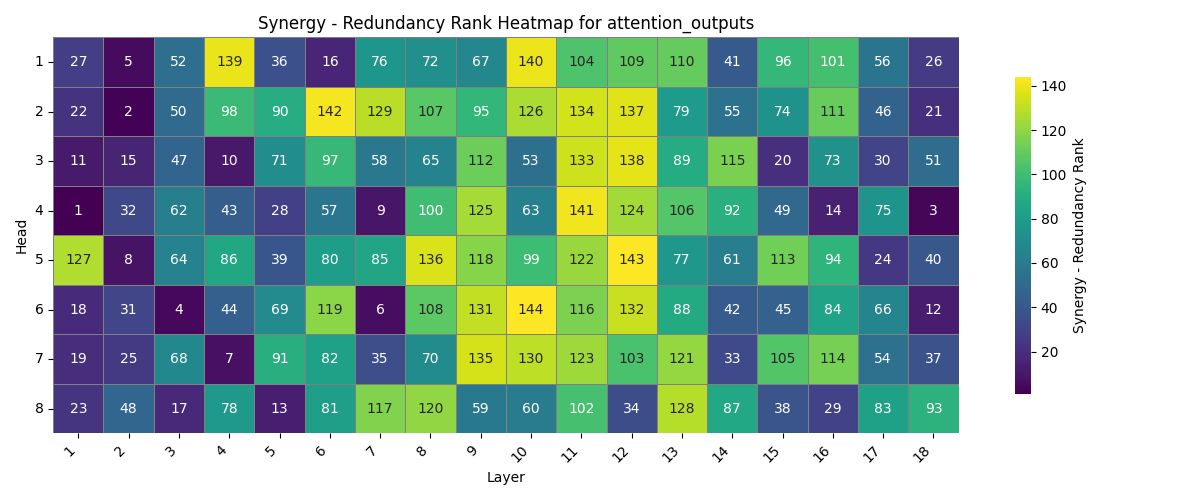 Synergy - Redundancy Rank Heatmap for attention_outputs
Head
1 27 5 52 139 36 16 76 72 67 140 104 109 110 41 96 101 56 26
2 22 2 50 98 90 142 129 107 95 126 134 137 79 55 74 111 46 21
3 11 15 47 10 71 97 58 65 112 53 133 138 89 115 20 73 30 51
4 1 32 62 43 28 57 9 100 125 63 141 124 106 92 49 14 75 3
5 127 8 64 86 39 80 85 136 118 99 122 143 77 61 113 94 24 40
6 18 31 4 44 69 119 6 108 131 144 116 132 88 42 45 84 66 12
7 19 25 68 7 91 82 35 70 135 130 123 103 121 33 105 114 54 37
8 23 48 17 78 13 81 117 120 59 60 102 34 128 87 38 29 83 93
1 2 3 4 5 6 7 8 9 10 11 12 13 14 15 16 17 18
Layer
140
120
100
80
60
40
20
Synergy - Redundancy Rank